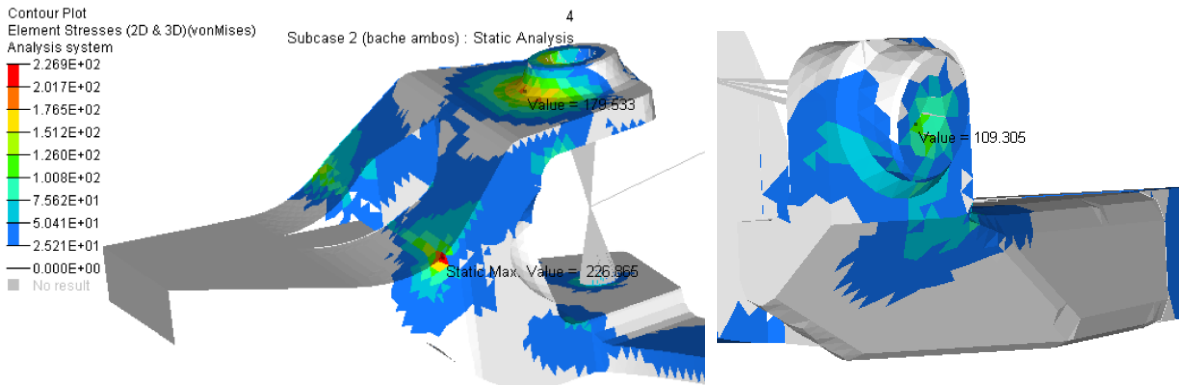 Contour Plot
Element Stresses (2D & 3D)(vonMises)
Analysis system
2.269E+02
2.017E+02
1.765E+02
1.512E+02
1.260E+02
1.008E+02
7.562E+01
5.041E+01
2.521E+01
0.000E+00
No result
4
Subcase 2 (bache ambos) : Static Analysis
Value = 179.533
Static Max. Value = 226.865
Value = 109.305